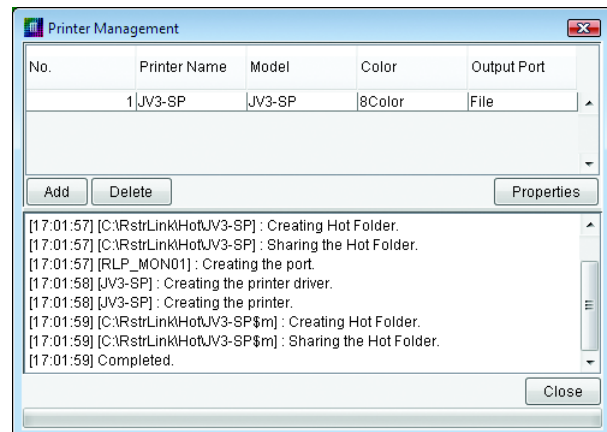 Printer Management
No. Printer Name Model Color Output Port
1 JV3-SP JV3-SP 8Color File
Add Delete Properties
[17:01:57] [C:\RstrLink\Hot\JV3-SP] : Creating Hot Folder.
[17:01:57] [C:\RstrLink\Hot\JV3-SP] : Sharing the Hot Folder.
[17:01:57] [RLP_MON01] : Creating the port.
[17:01:58] [JV3-SP] : Creating the printer driver.
[17:01:58] [JV3-SP] : Creating the printer.
[17:01:59] [C:\RstrLink\Hot\JV3-SP$m] : Creating Hot Folder.
[17:01:59] [C:\RstrLink\Hot\JV3-SP$m] : Sharing the Hot Folder.
[17:01:59] Completed.
Close